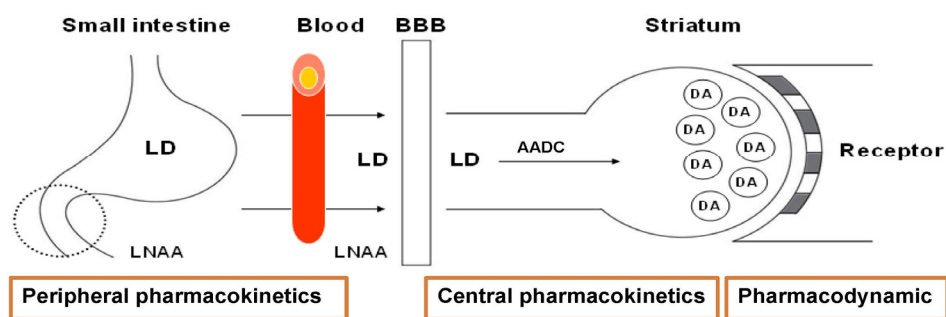 Small intestine Blood BBB Striatum
DA
DA
DA
AADC
LD LD LD DA DA Receptor
DA
DA
DA
LNAA LNAA
Peripheral pharmacokinetics Central pharmacokinetics Pharmacodynamic